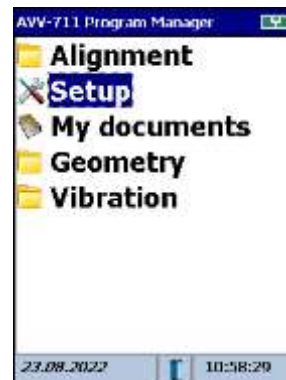 AVV-711 Program Manager
Alignment
Setup
My documents
Geometry
Vibration
23.08.2022 10:58:29